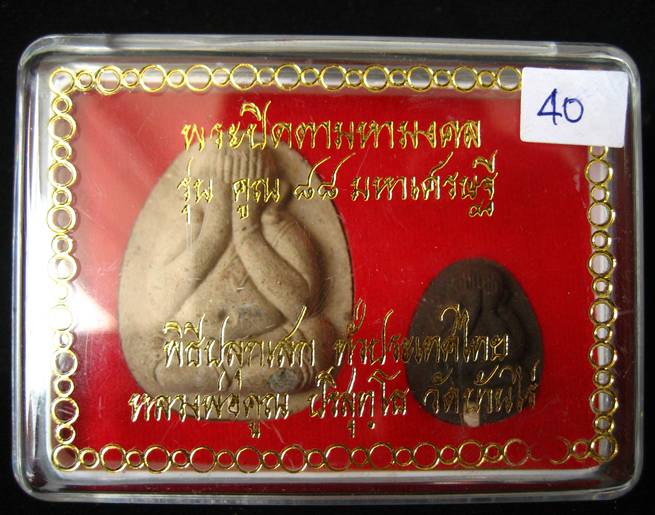 40
พระปิดตามหามงคล
รุ่น คูณ ๘๘ มหาเศรษฐี
พิธีปลุกเสก ทั่วประเทศไทย
หลวงพ่อคูณ ปริสุทฺโธ วัดบ้านไร่